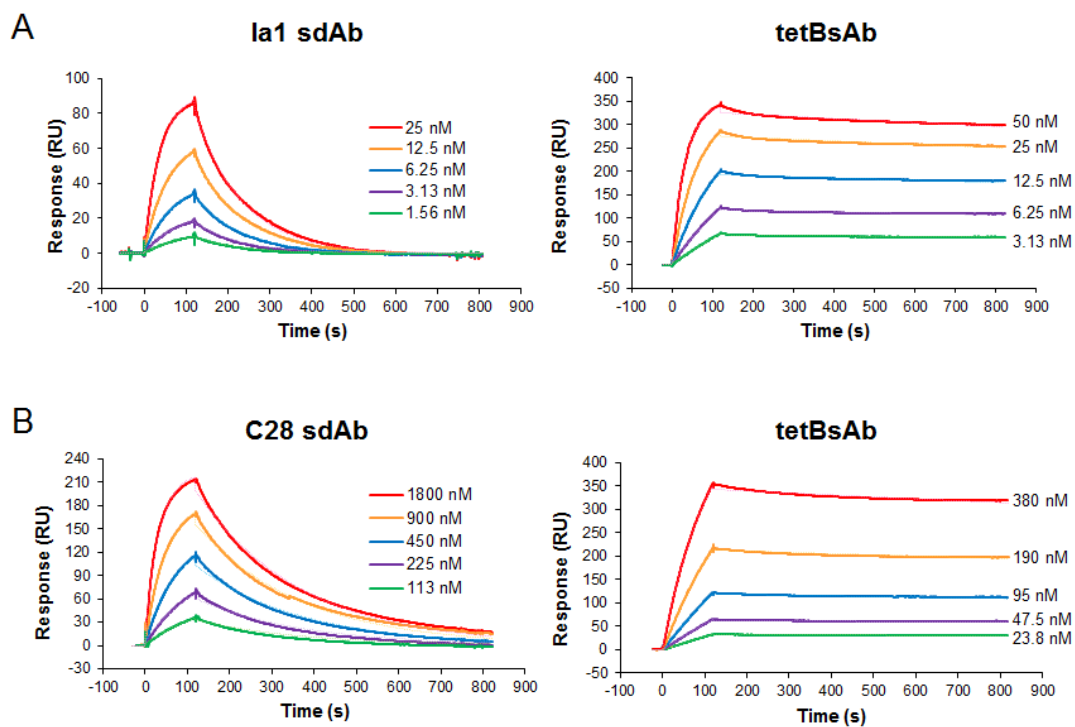 A
Ia1 sdAb
Response (RU)
100
80
60
40
20
0
-20
-100 0 100 200 300 400 500 600 700 800 900
Time (s)
25 nM
12.5 nM
6.25 nM
3.13 nM
1.56 nM
tetBsAb
Response (RU)
400
350
300
250
200
150
100
50
0
-50
-100 0 100 200 300 400 500 600 700 800 900
Time (s)
50 nM
25 nM
12.5 nM
6.25 nM
3.13 nM
B
C28 sdAb
Response (RU)
240
210
180
150
120
90
60
30
0
-30
-100 0 100 200 300 400 500 600 700 800 900
Time (s)
1800 nM
900 nM
450 nM
225 nM
113 nM
tetBsAb
Response (RU)
400
350
300
250
200
150
100
50
0
-50
-100 0 100 200 300 400 500 600 700 800 900
Time (s)
380 nM
190 nM
95 nM
47.5 nM
23.8 nM